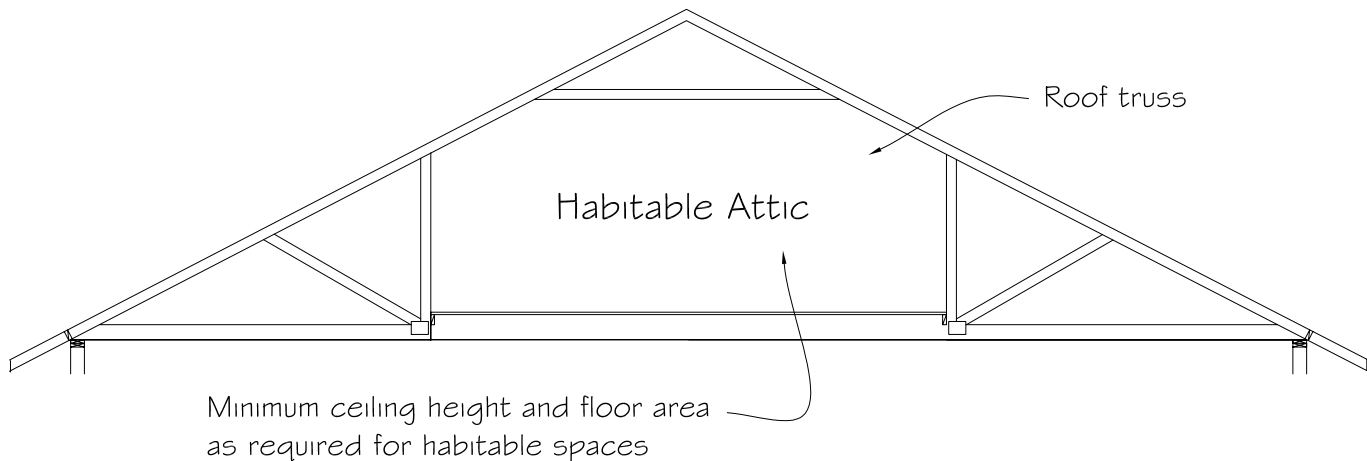 Roof truss
Habitable Attic
Minimum ceiling height and floor area
as required for habitable spaces